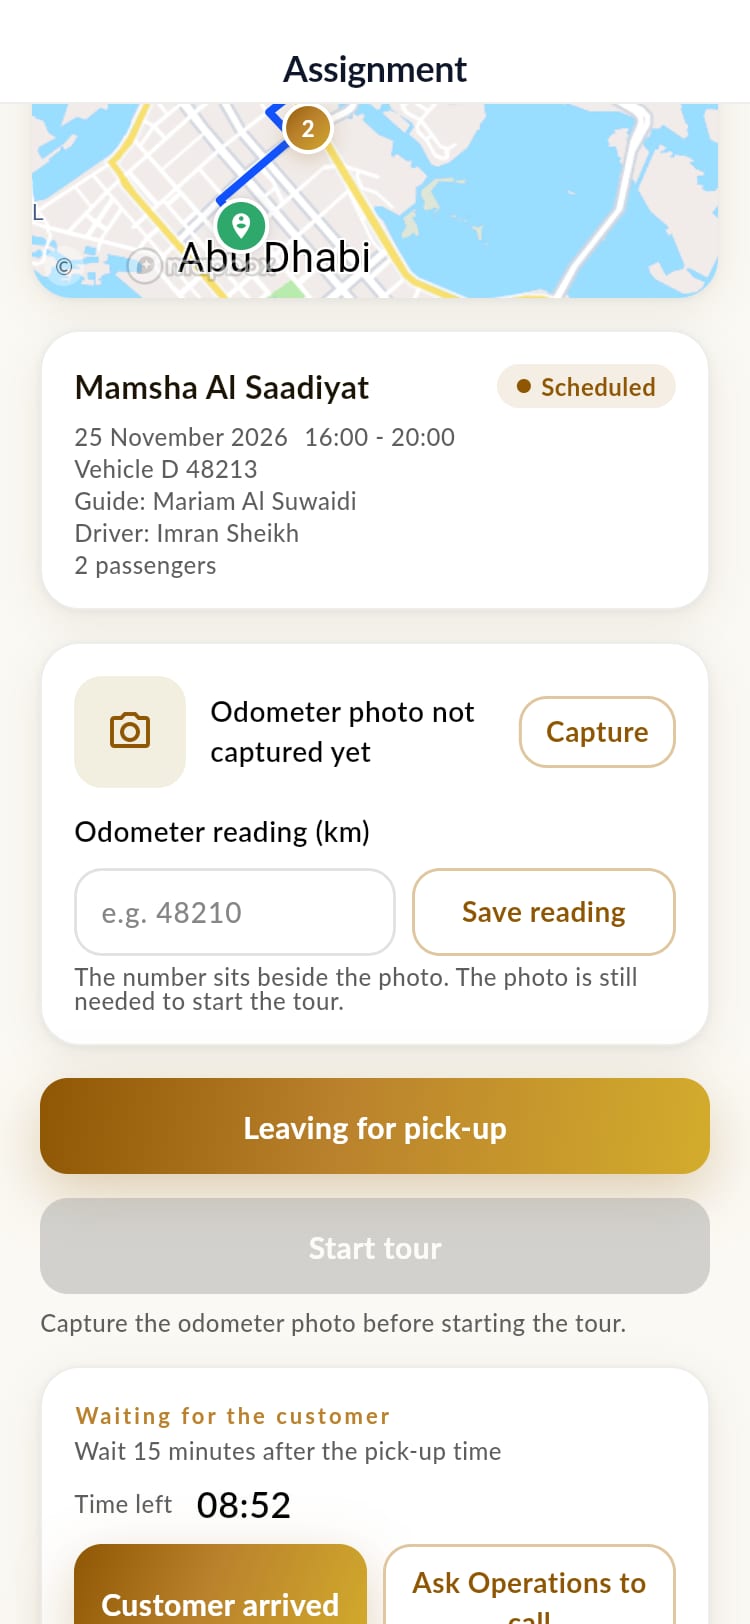 Assignment
2
L
Abu Dhabi
© mapbox
Mamsha Al Saadiyat
Scheduled
25 November 2026 16:00 - 20:00
Vehicle D 48213
Guide: Mariam Al Suwaidi
Driver: Imran Sheikh
2 passengers
Odometer photo not
captured yet
Capture
Odometer reading (km)
e.g. 48210
Save reading
The number sits beside the photo. The photo is still
needed to start the tour.
Leaving for pick-up
Start tour
Capture the odometer photo before starting the tour.
Waiting for the customer
Wait 15 minutes after the pick-up time
Time left 08:52
Customer arrived
Ask Operations to
call